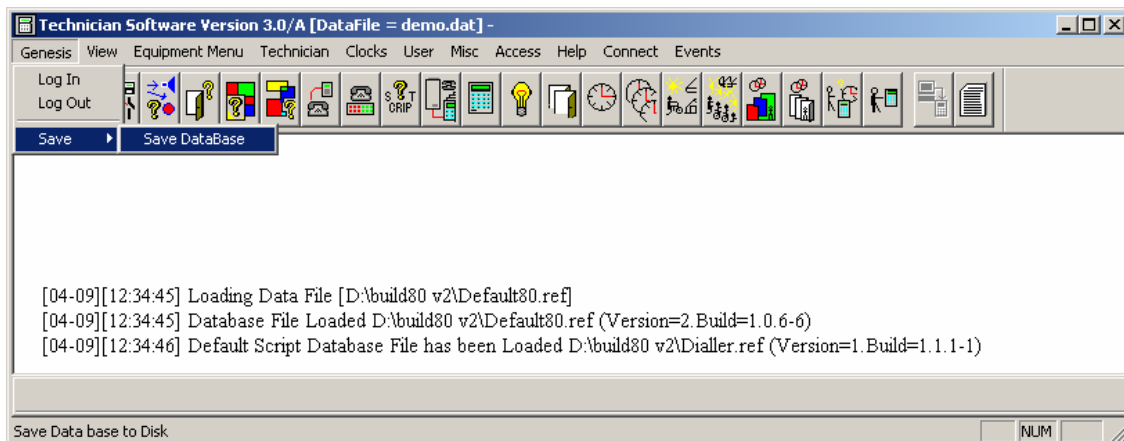 Technician Software Version 3.0/A [DataFile = demo.dat] -
Genesis View Equipment Menu Technician Clocks User Misc Access Help Connect Events
Log In
Log Out
S ? T
CRIP
Save Save DataBase
[04-09][12:34:45] Loading Data File [D:\build80 v2\Default80.ref]
[04-09][12:34:45] Database File Loaded D:\build80 v2\Default80.ref (Version=2.Build=1.0.6-6)
[04-09][12:34:46] Default Script Database File has been Loaded D:\build80 v2\Dialler.ref (Version=1.Build=1.1.1-1)
Save Data base to Disk NUM